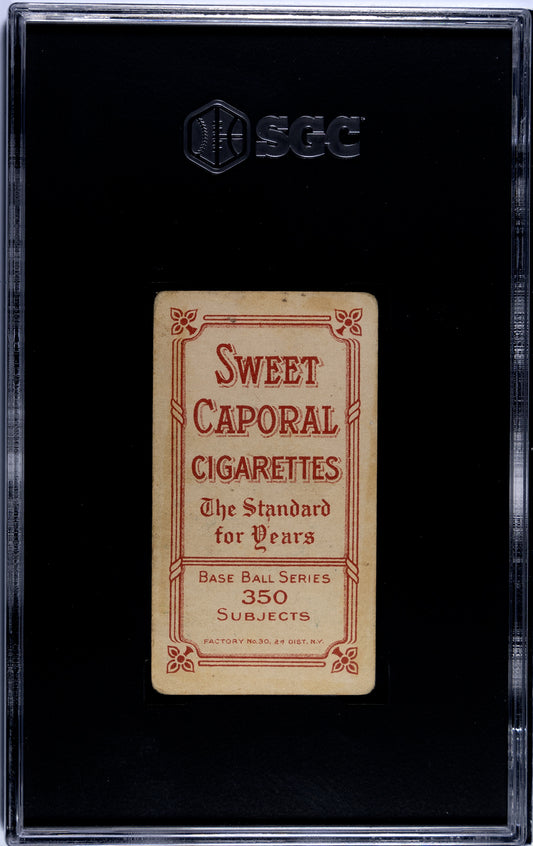 SGC
SWEET
CAPORAL
CIGARETTES
The Standard
for Years
BASE BALL SERIES
350
SUBJECTS
FACTORY No. 30, 2d DIST. N.Y.